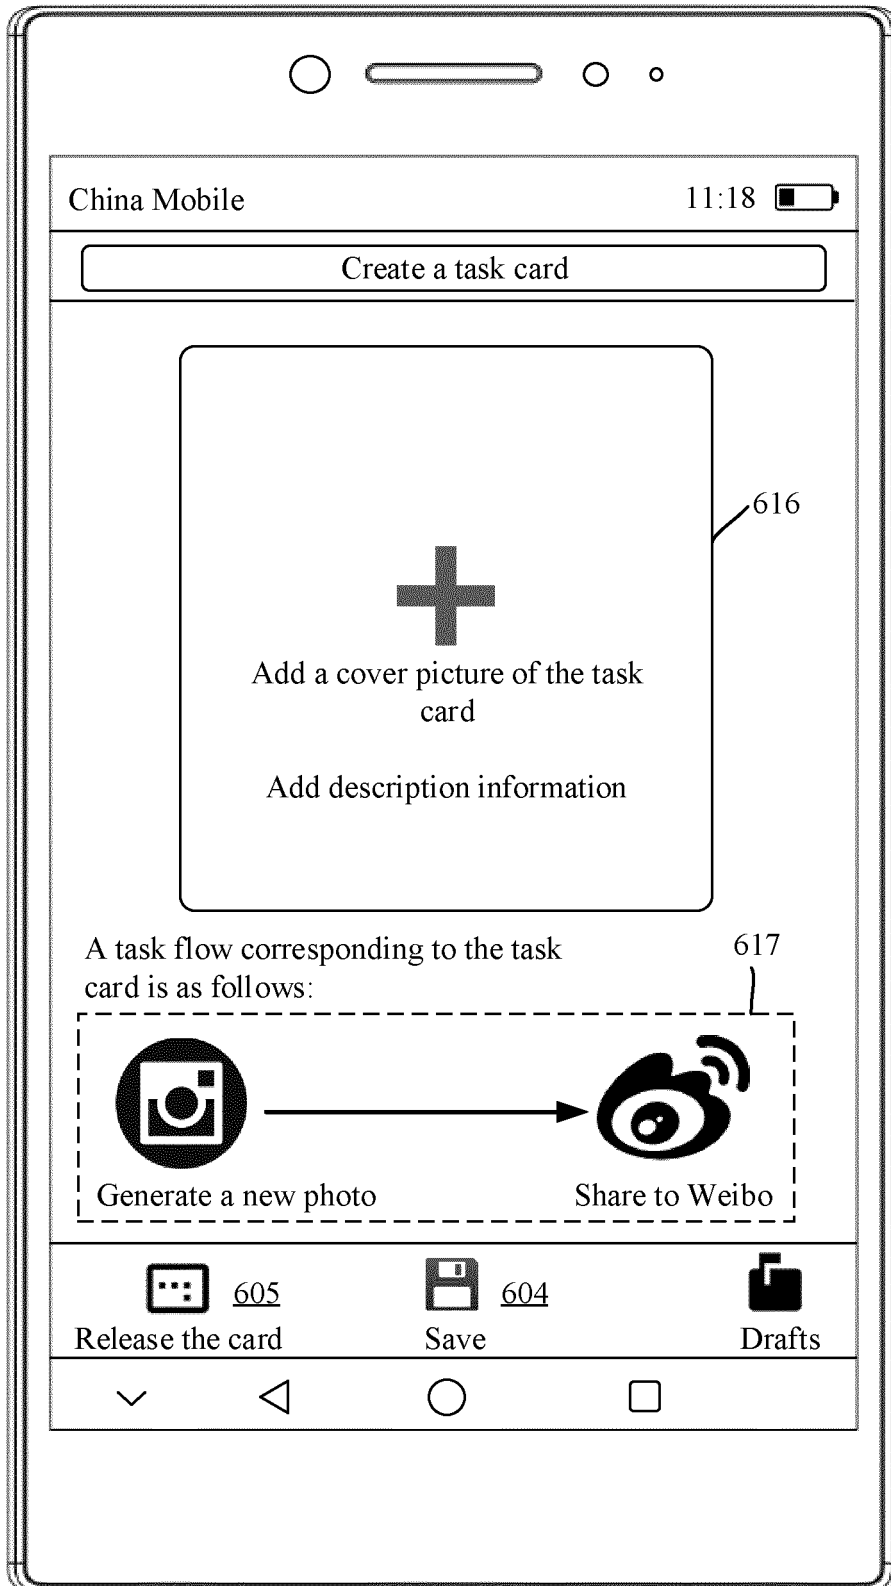 China Mobile 11:18
Create a task card
616
Add a cover picture of the task
card
Add description information
A task flow corresponding to the task
card is as follows:
617
Generate a new photo Share to Weibo
605 604
Release the card Save Drafts